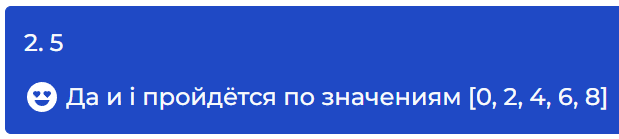 2. 5
😍 Да и i пройдётся по значениям [0, 2, 4, 6, 8]